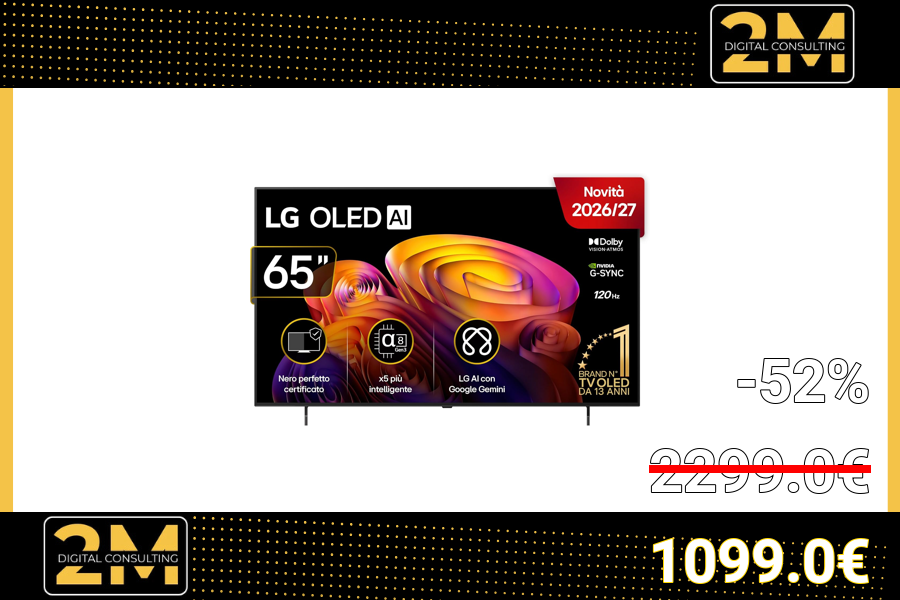 2M
DIGITAL CONSULTING
Novità
2026/27
LG OLED AI
Dolby
VISION·ATMOS
65"
NVIDIA
G-SYNC
120Hz
α8
Gen3
Nero perfetto
certificato
x5 più
intelligente
LG AI con
Google Gemini
1
BRAND N°
TV OLED
DA 13 ANNI
-52%
2299.0€
2M
DIGITAL CONSULTING
1099.0€